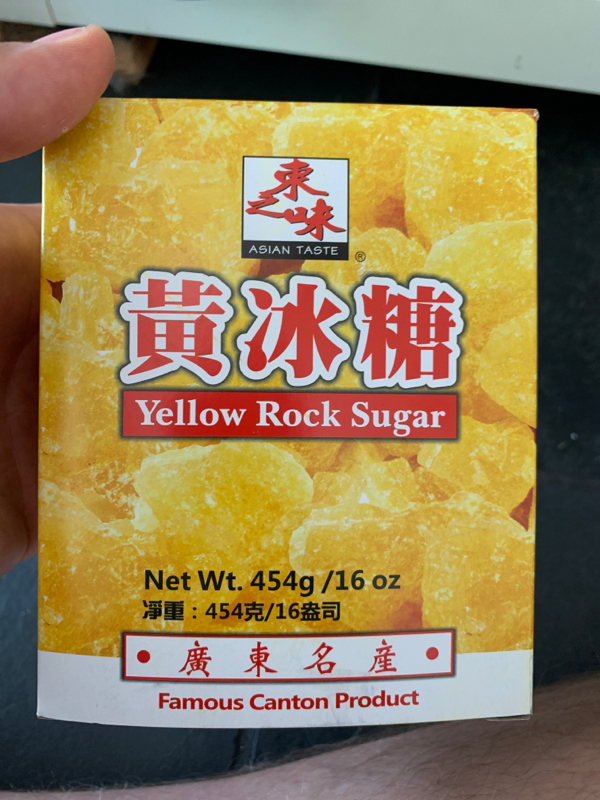 東之味
ASIAN TASTE
®
黃冰糖
Yellow Rock Sugar
Net Wt. 454g /16 oz
淨重：454克/16盎司
• 廣東名產 •
Famous Canton Product